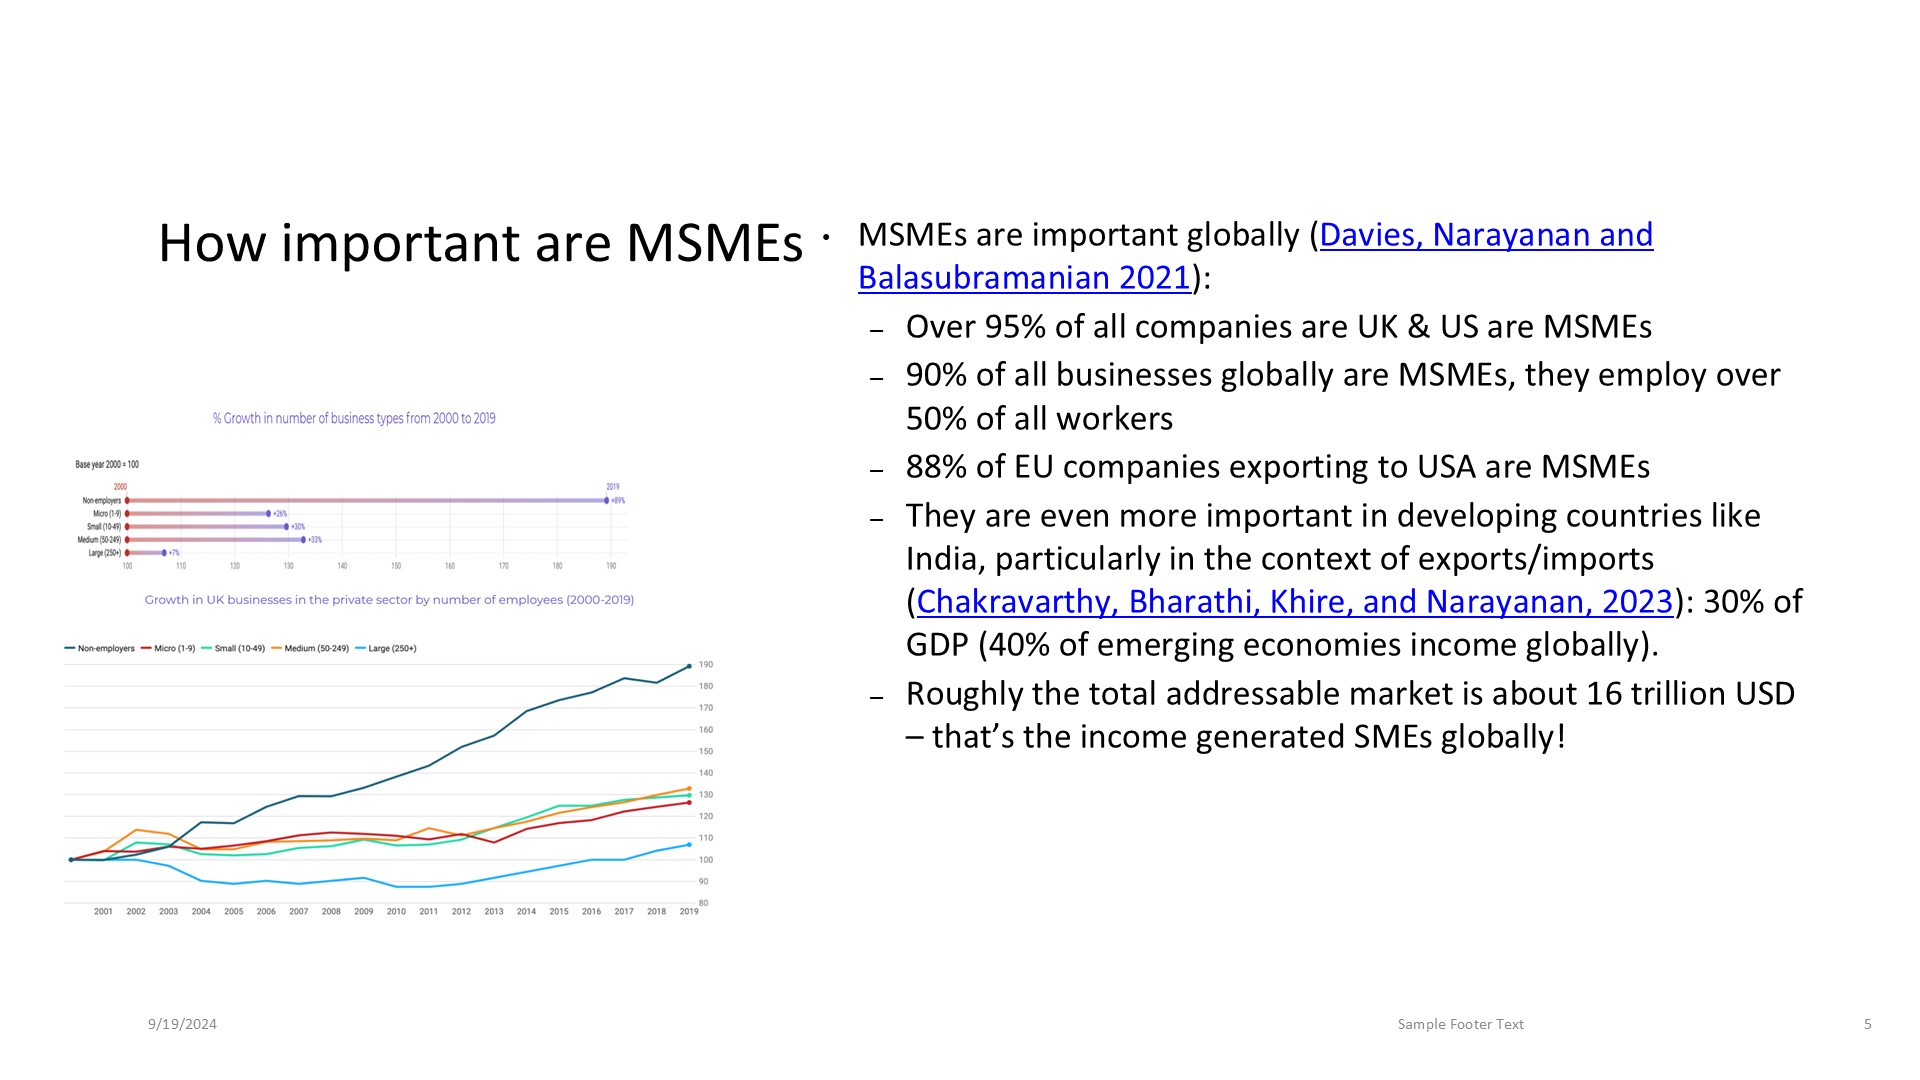 How important are MSMEs
• MSMEs are important globally (Davies, Narayanan and
Balasubramanian 2021):
– Over 95% of all companies are UK & US are MSMEs
– 90% of all businesses globally are MSMEs, they employ over
50% of all workers
– 88% of EU companies exporting to USA are MSMEs
– They are even more important in developing countries like
India, particularly in the context of exports/imports
(Chakravarthy, Bharathi, Khire, and Narayanan, 2023): 30% of
GDP (40% of emerging economies income globally).
– Roughly the total addressable market is about 16 trillion USD
– that’s the income generated SMEs globally!
% Growth in number of business types from 2000 to 2019
Base year 2000 = 100
2000 2019
Non-employers +89%
Micro (1-9) +26%
Small (10-49) +30%
Medium (50-249) +33%
Large (250+) +7%
100 110 120 130 140 150 160 170 180 190
Growth in UK businesses in the private sector by number of employees (2000-2019)
Non-employers Micro (1-9) Small (10-49) Medium (50-249) Large (250+)
190
180
170
160
150
140
130
120
110
100
90
80
2001 2002 2003 2004 2005 2006 2007 2008 2009 2010 2011 2012 2013 2014 2015 2016 2017 2018 2019
9/19/2024 Sample Footer Text 5